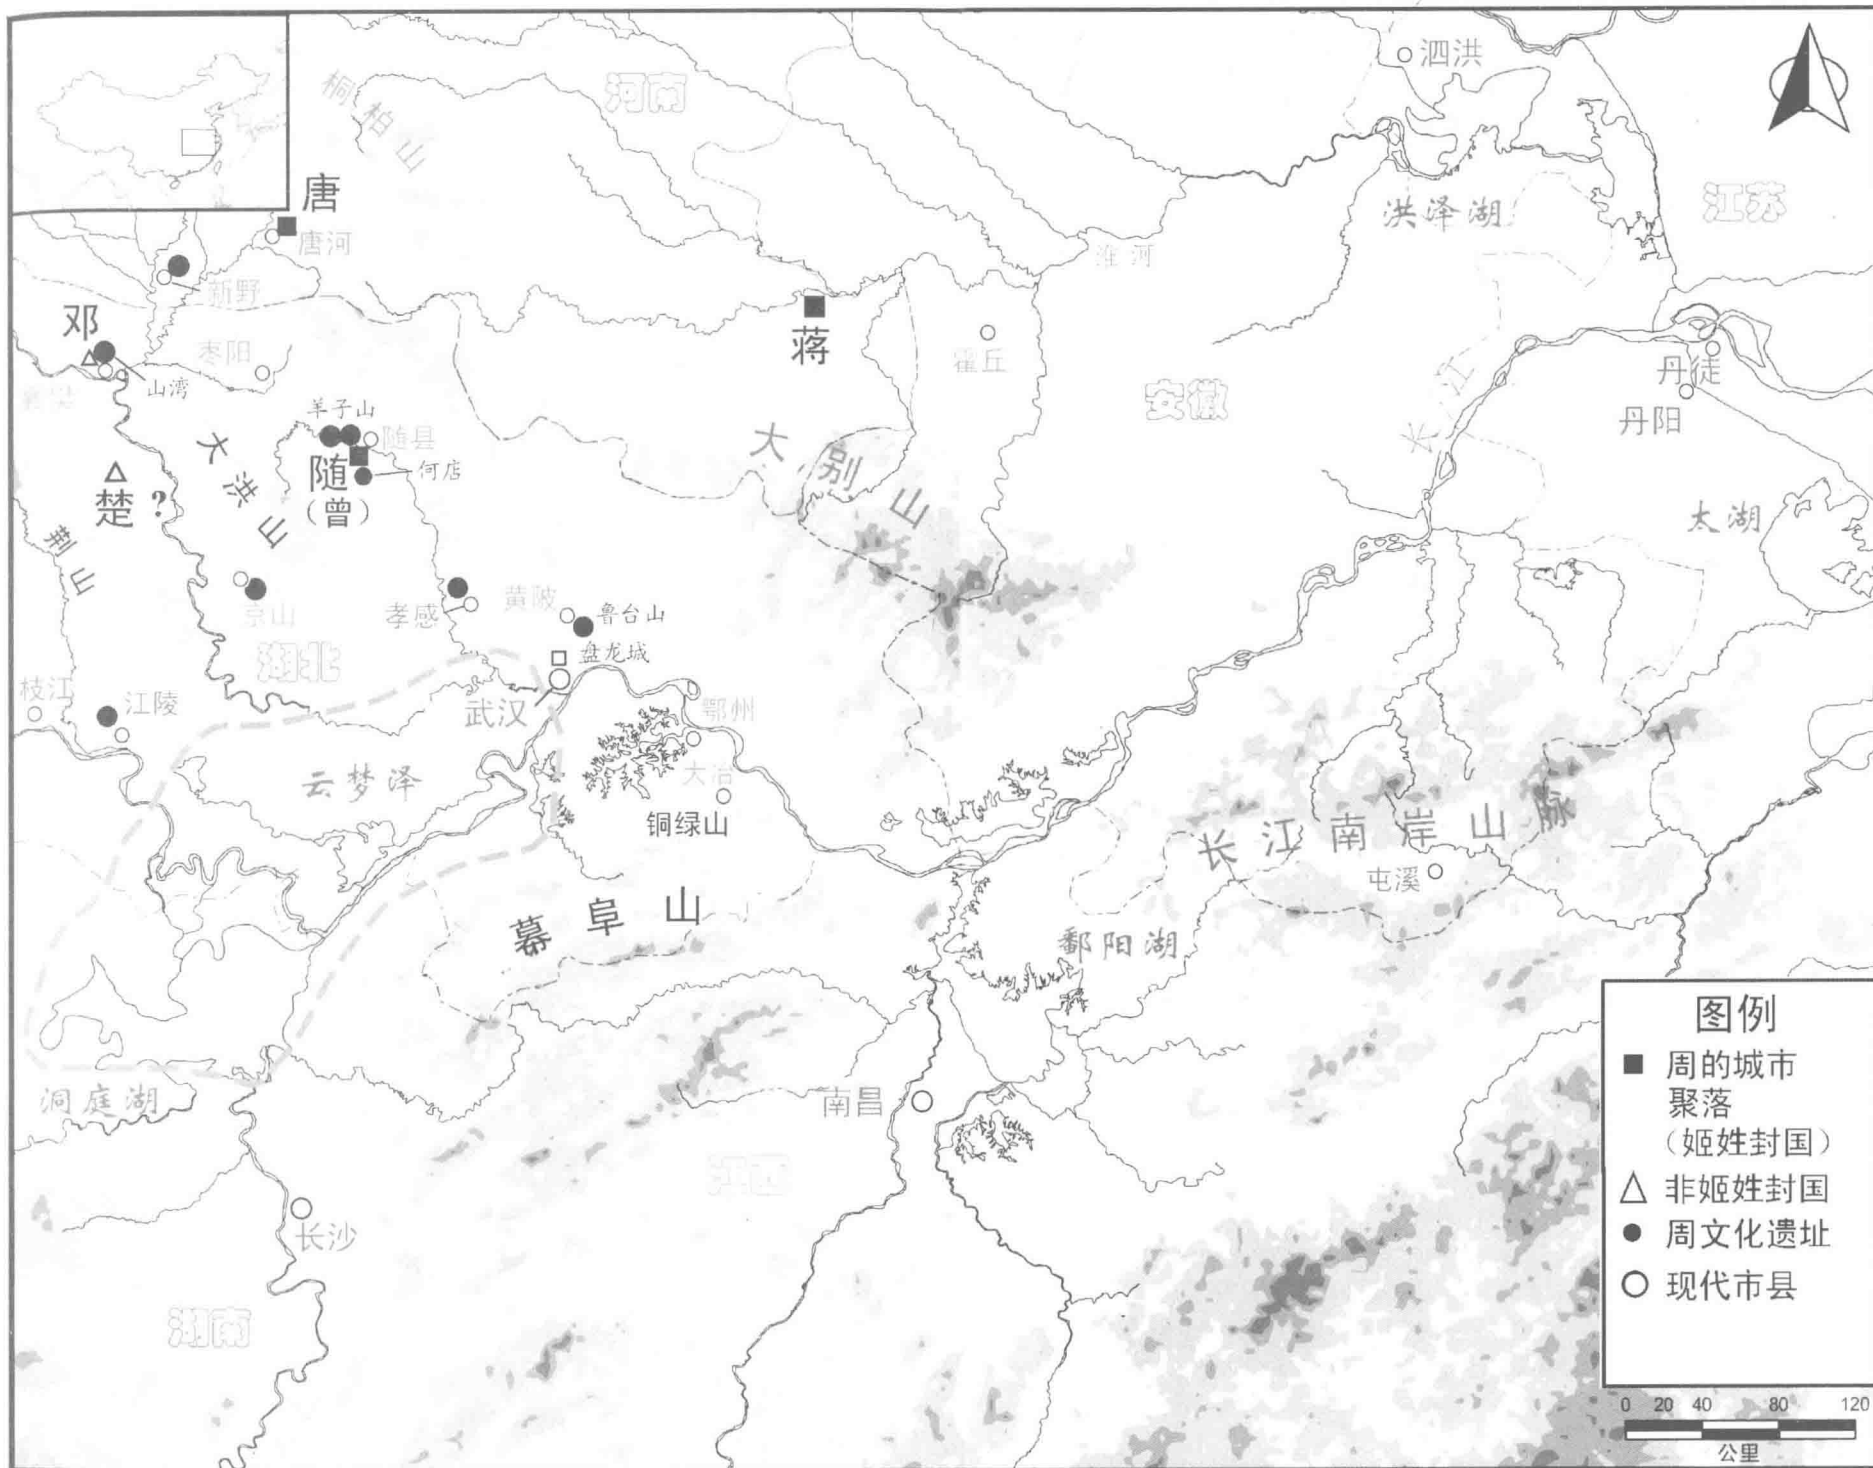 泗洪
桐柏山
河南
唐
唐河
洪泽湖
江苏
新野
淮河
邓
蒋
霍丘
枣阳
山湾
丹徒
丹阳
安徽
长江
羊子山
随县
大洪山
随
(曾)
何店
大别山
楚?
荆山
太湖
京山
孝感
黄陂
鲁台山
盘龙城
湖北
枝江
江陵
武汉
鄂州
云梦泽
大冶
铜绿山
长江南岸山脉
屯溪
幕阜山
鄱阳湖
洞庭湖
南昌
江西
长沙
湖南
图例
周的城市
聚落
(姬姓封国)
非姬姓封国
周文化遗址
现代市县
0 20 40 80 120
公里